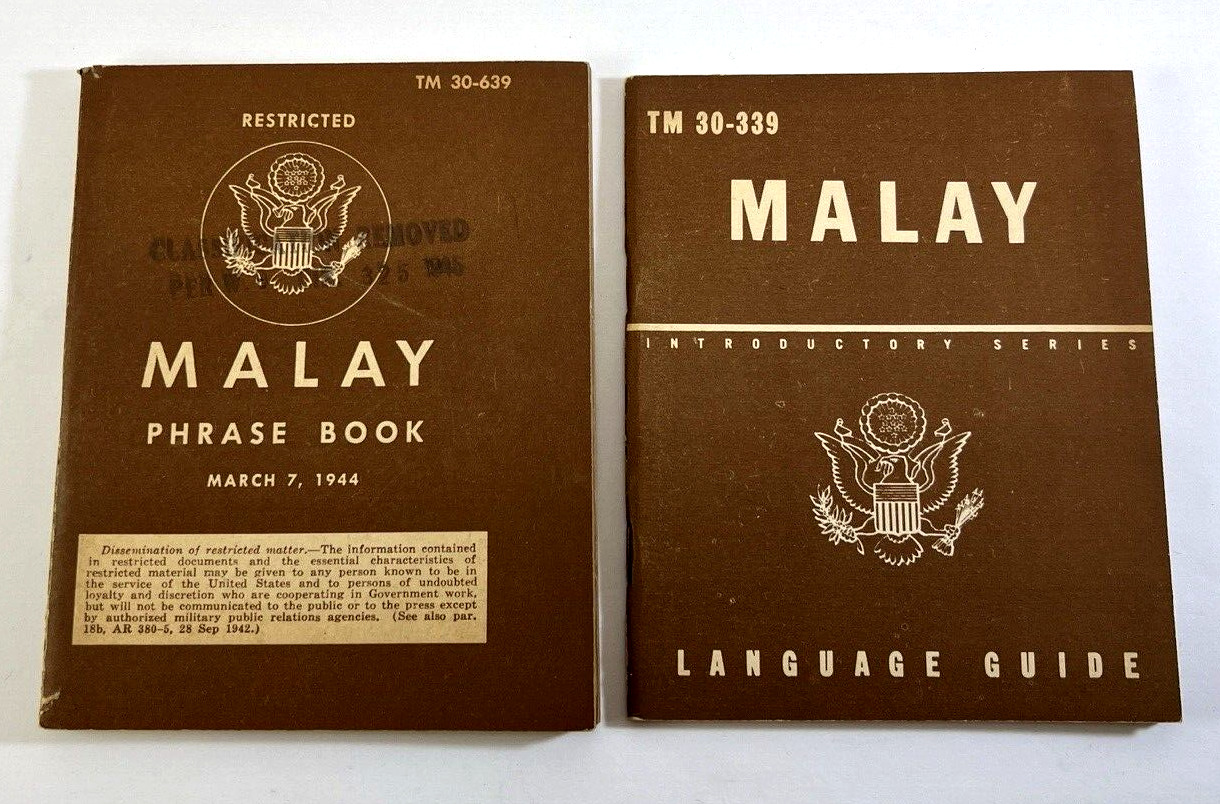 TM 30-639
RESTRICTED
REMOVED
325 1945
MALAY
PHRASE BOOK
MARCH 7, 1944
Dissemination of restricted matter.—The information contained
in restricted documents and the essential characteristics of
restricted material may be given to any person known to be in
the service of the United States and to persons of undoubted
loyalty and discretion who are cooperating in Government work,
but will not be communicated to the public or to the press except
by authorized military public relations agencies. (See also par.
18b, AR 380-5, 28 Sep 1942.)
TM 30-339
MALAY
INTRODUCTORY SERIES
LANGUAGE GUIDE